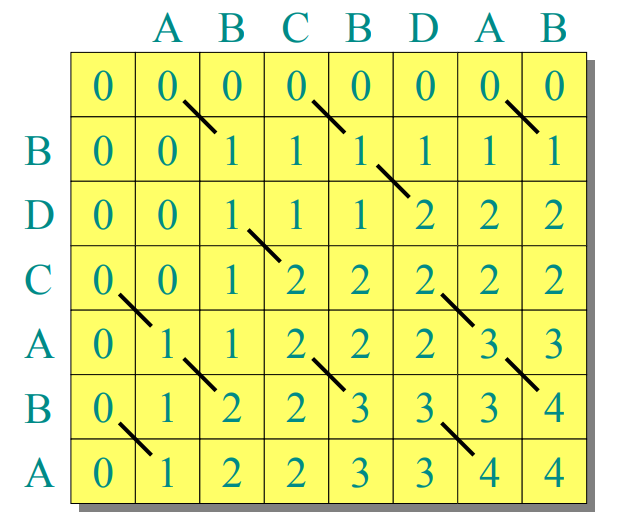 A B C B D A B
0 0 0 0 0 0 0 0
B 0 0 1 1 1 1 1 1
D 0 0 1 1 1 2 2 2
C 0 0 1 2 2 2 2 2
A 0 1 1 2 2 2 3 3
B 0 1 2 2 3 3 3 4
A 0 1 2 2 3 3 4 4